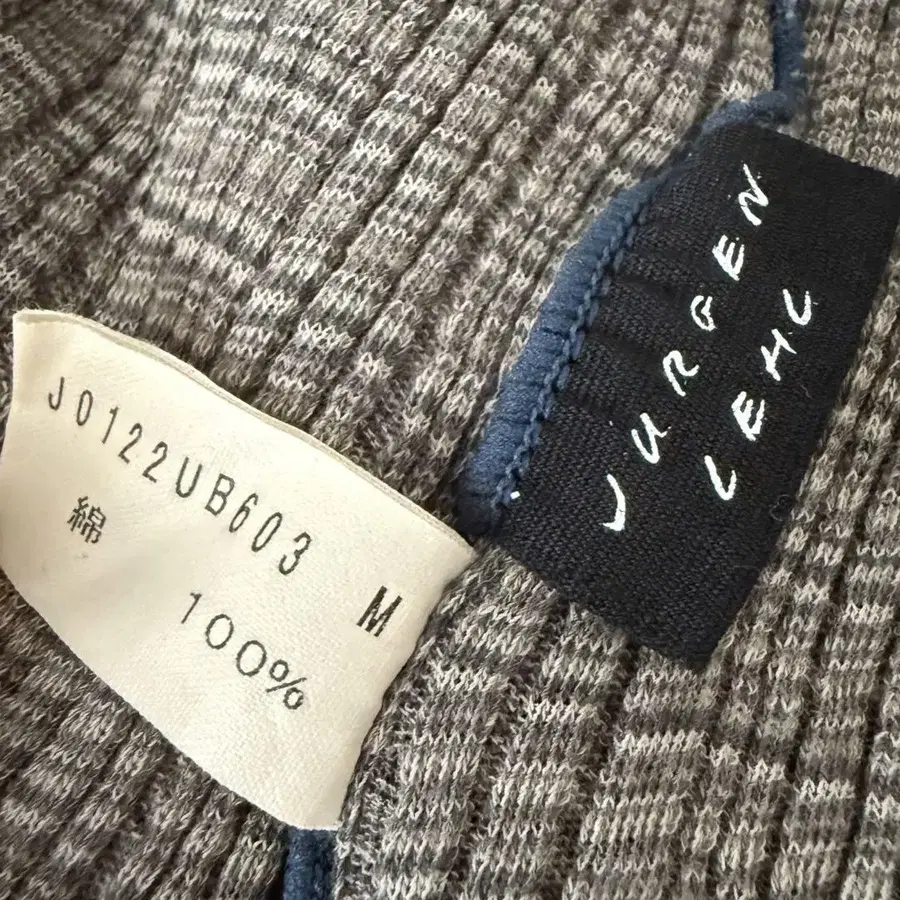 J0122UB603 M
綿 100%
JURGEN
LEHL